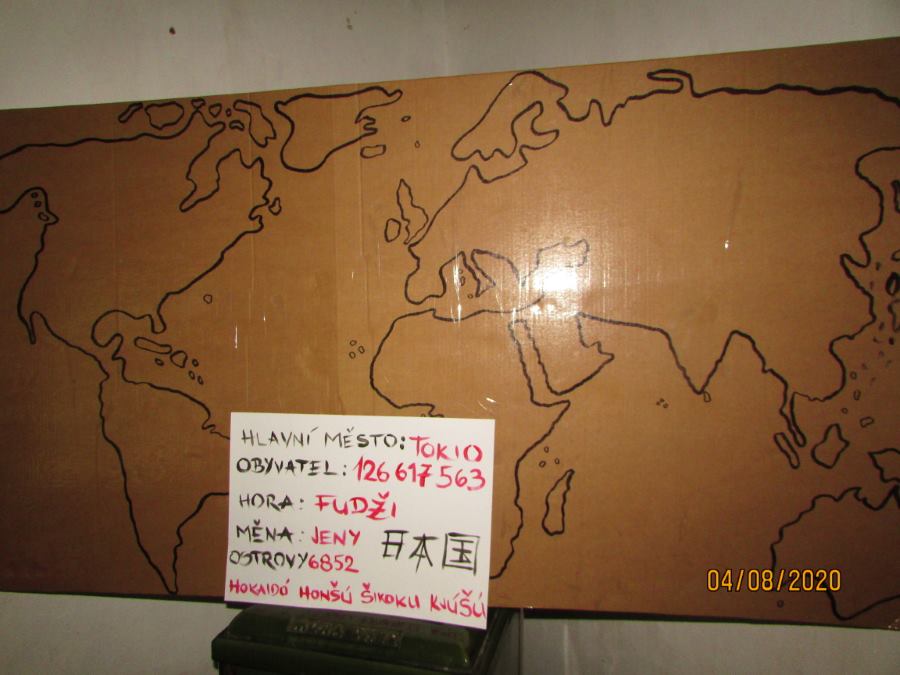 HLAVNÍ MĚSTO: TOKIO
OBYVATEL: 126 617 563
HORA: FUDŽI
MĚNA: JENY 日本国
OSTROVY 6852
HOKAIDÓ HONŠÚ ŠIKOKU KJÚŠÚ
04/08/2020